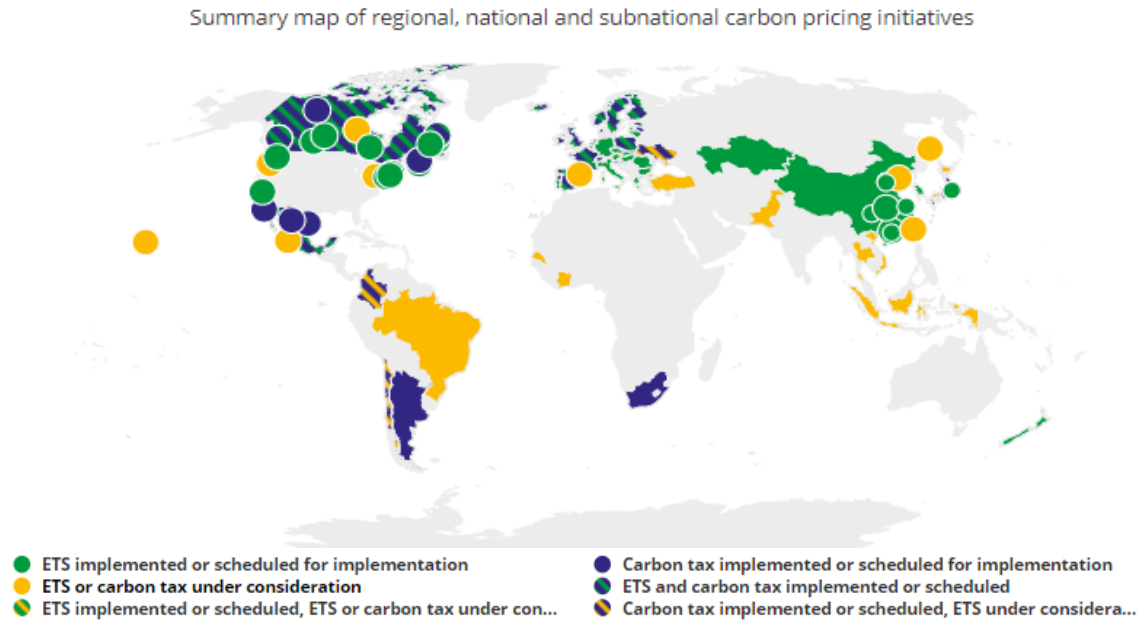 Summary map of regional, national and subnational carbon pricing initiatives
ETS implemented or scheduled for implementation
Carbon tax implemented or scheduled for implementation
ETS or carbon tax under consideration
ETS and carbon tax implemented or scheduled
ETS implemented or scheduled, ETS or carbon tax under con...
Carbon tax implemented or scheduled, ETS under considera...